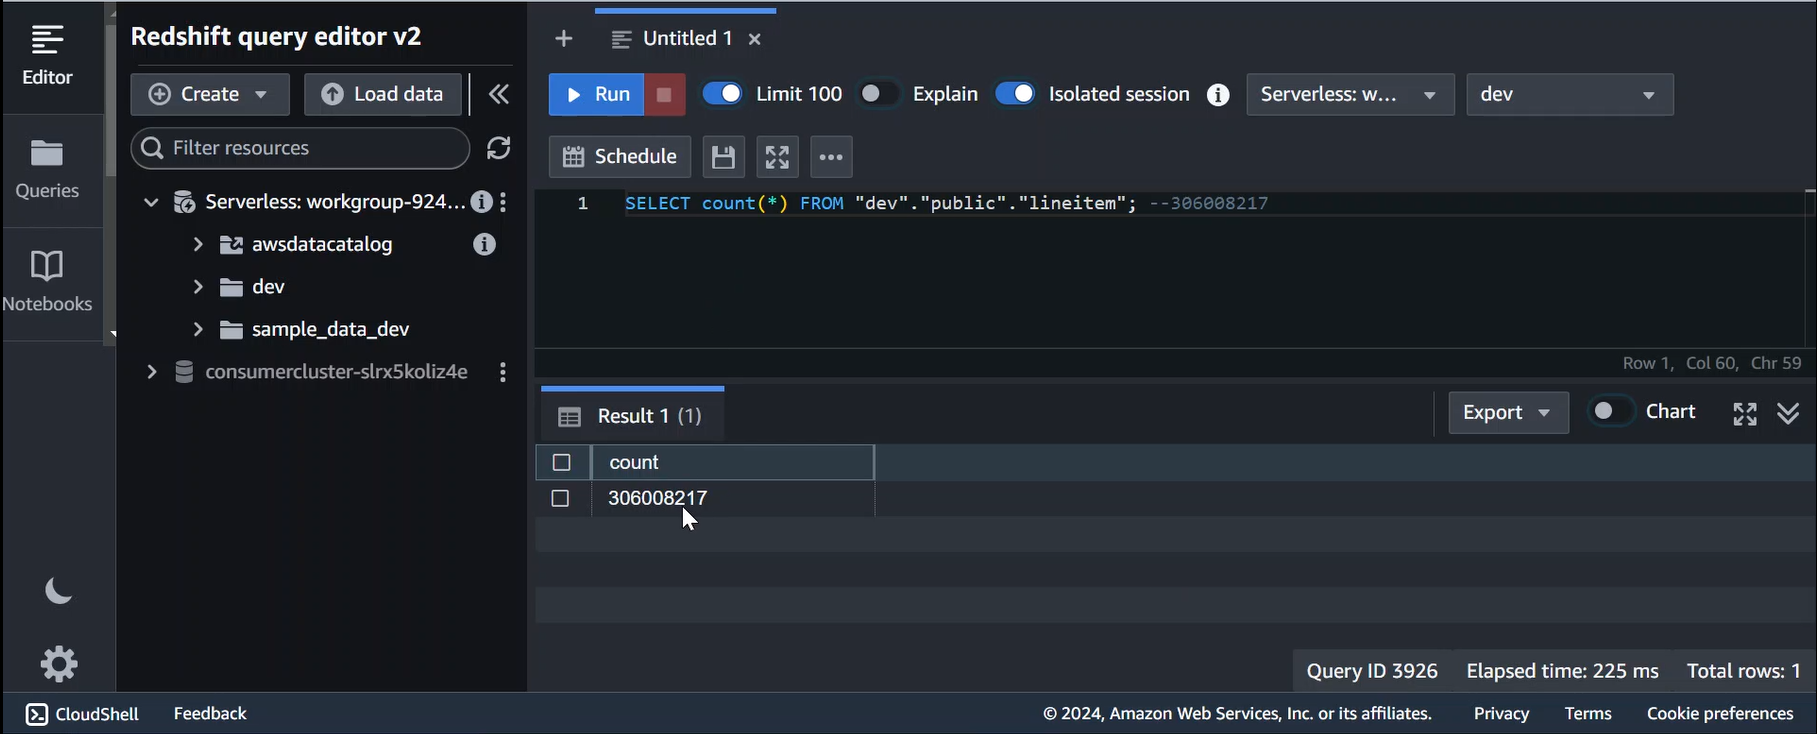 Editor
Queries
Notebooks
Redshift query editor v2
Create
Load data
Filter resources
Serverless: workgroup-924...
awsdatacatalog
dev
sample_data_dev
consumercluster-slrx5koliz4e
Untitled 1
Run
Limit 100
Explain
Isolated session
Serverless: w...
dev
Schedule
1 SELECT count(*) FROM "dev"."public"."lineitem"; --306008217
Row 1, Col 60, Chr 59
Result 1 (1)
Export
Chart
count
306008217
Query ID 3926 Elapsed time: 225 ms Total rows: 1
CloudShell Feedback © 2024, Amazon Web Services, Inc. or its affiliates. Privacy Terms Cookie preferences